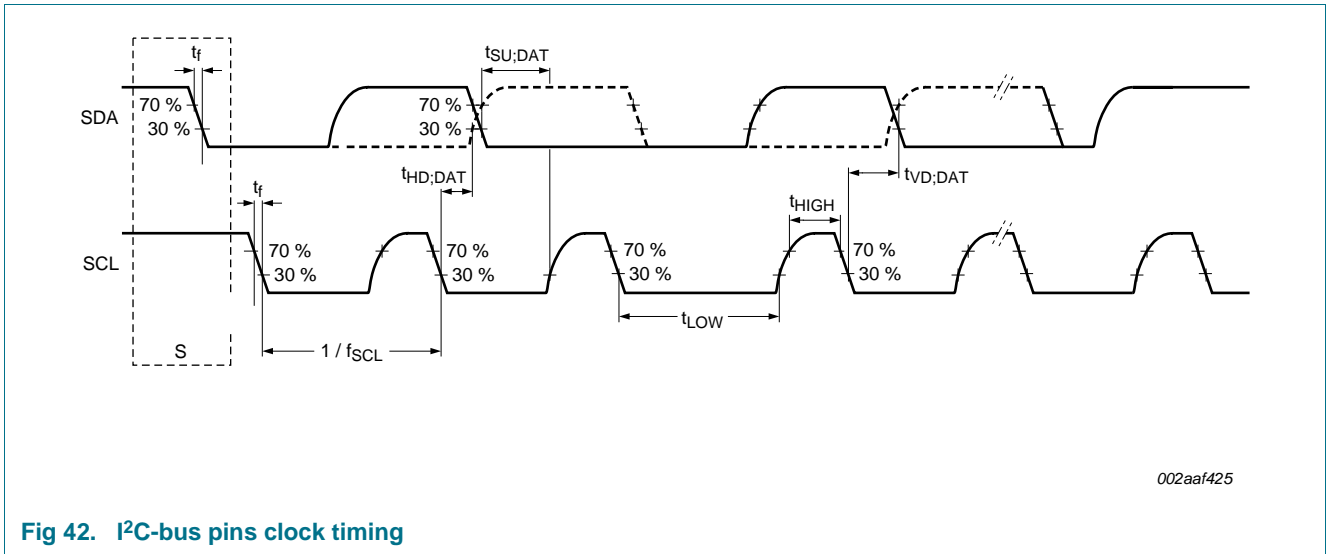 tf
tSU;DAT
SDA
70 %
30 %
70 %
30 %
tHD;DAT
tVD;DAT
tf
tHIGH
SCL
70 %
30 %
70 %
30 %
70 %
30 %
70 %
30 %
tLOW
S
1 / fSCL
002aaf425
Fig 42. I²C-bus pins clock timing